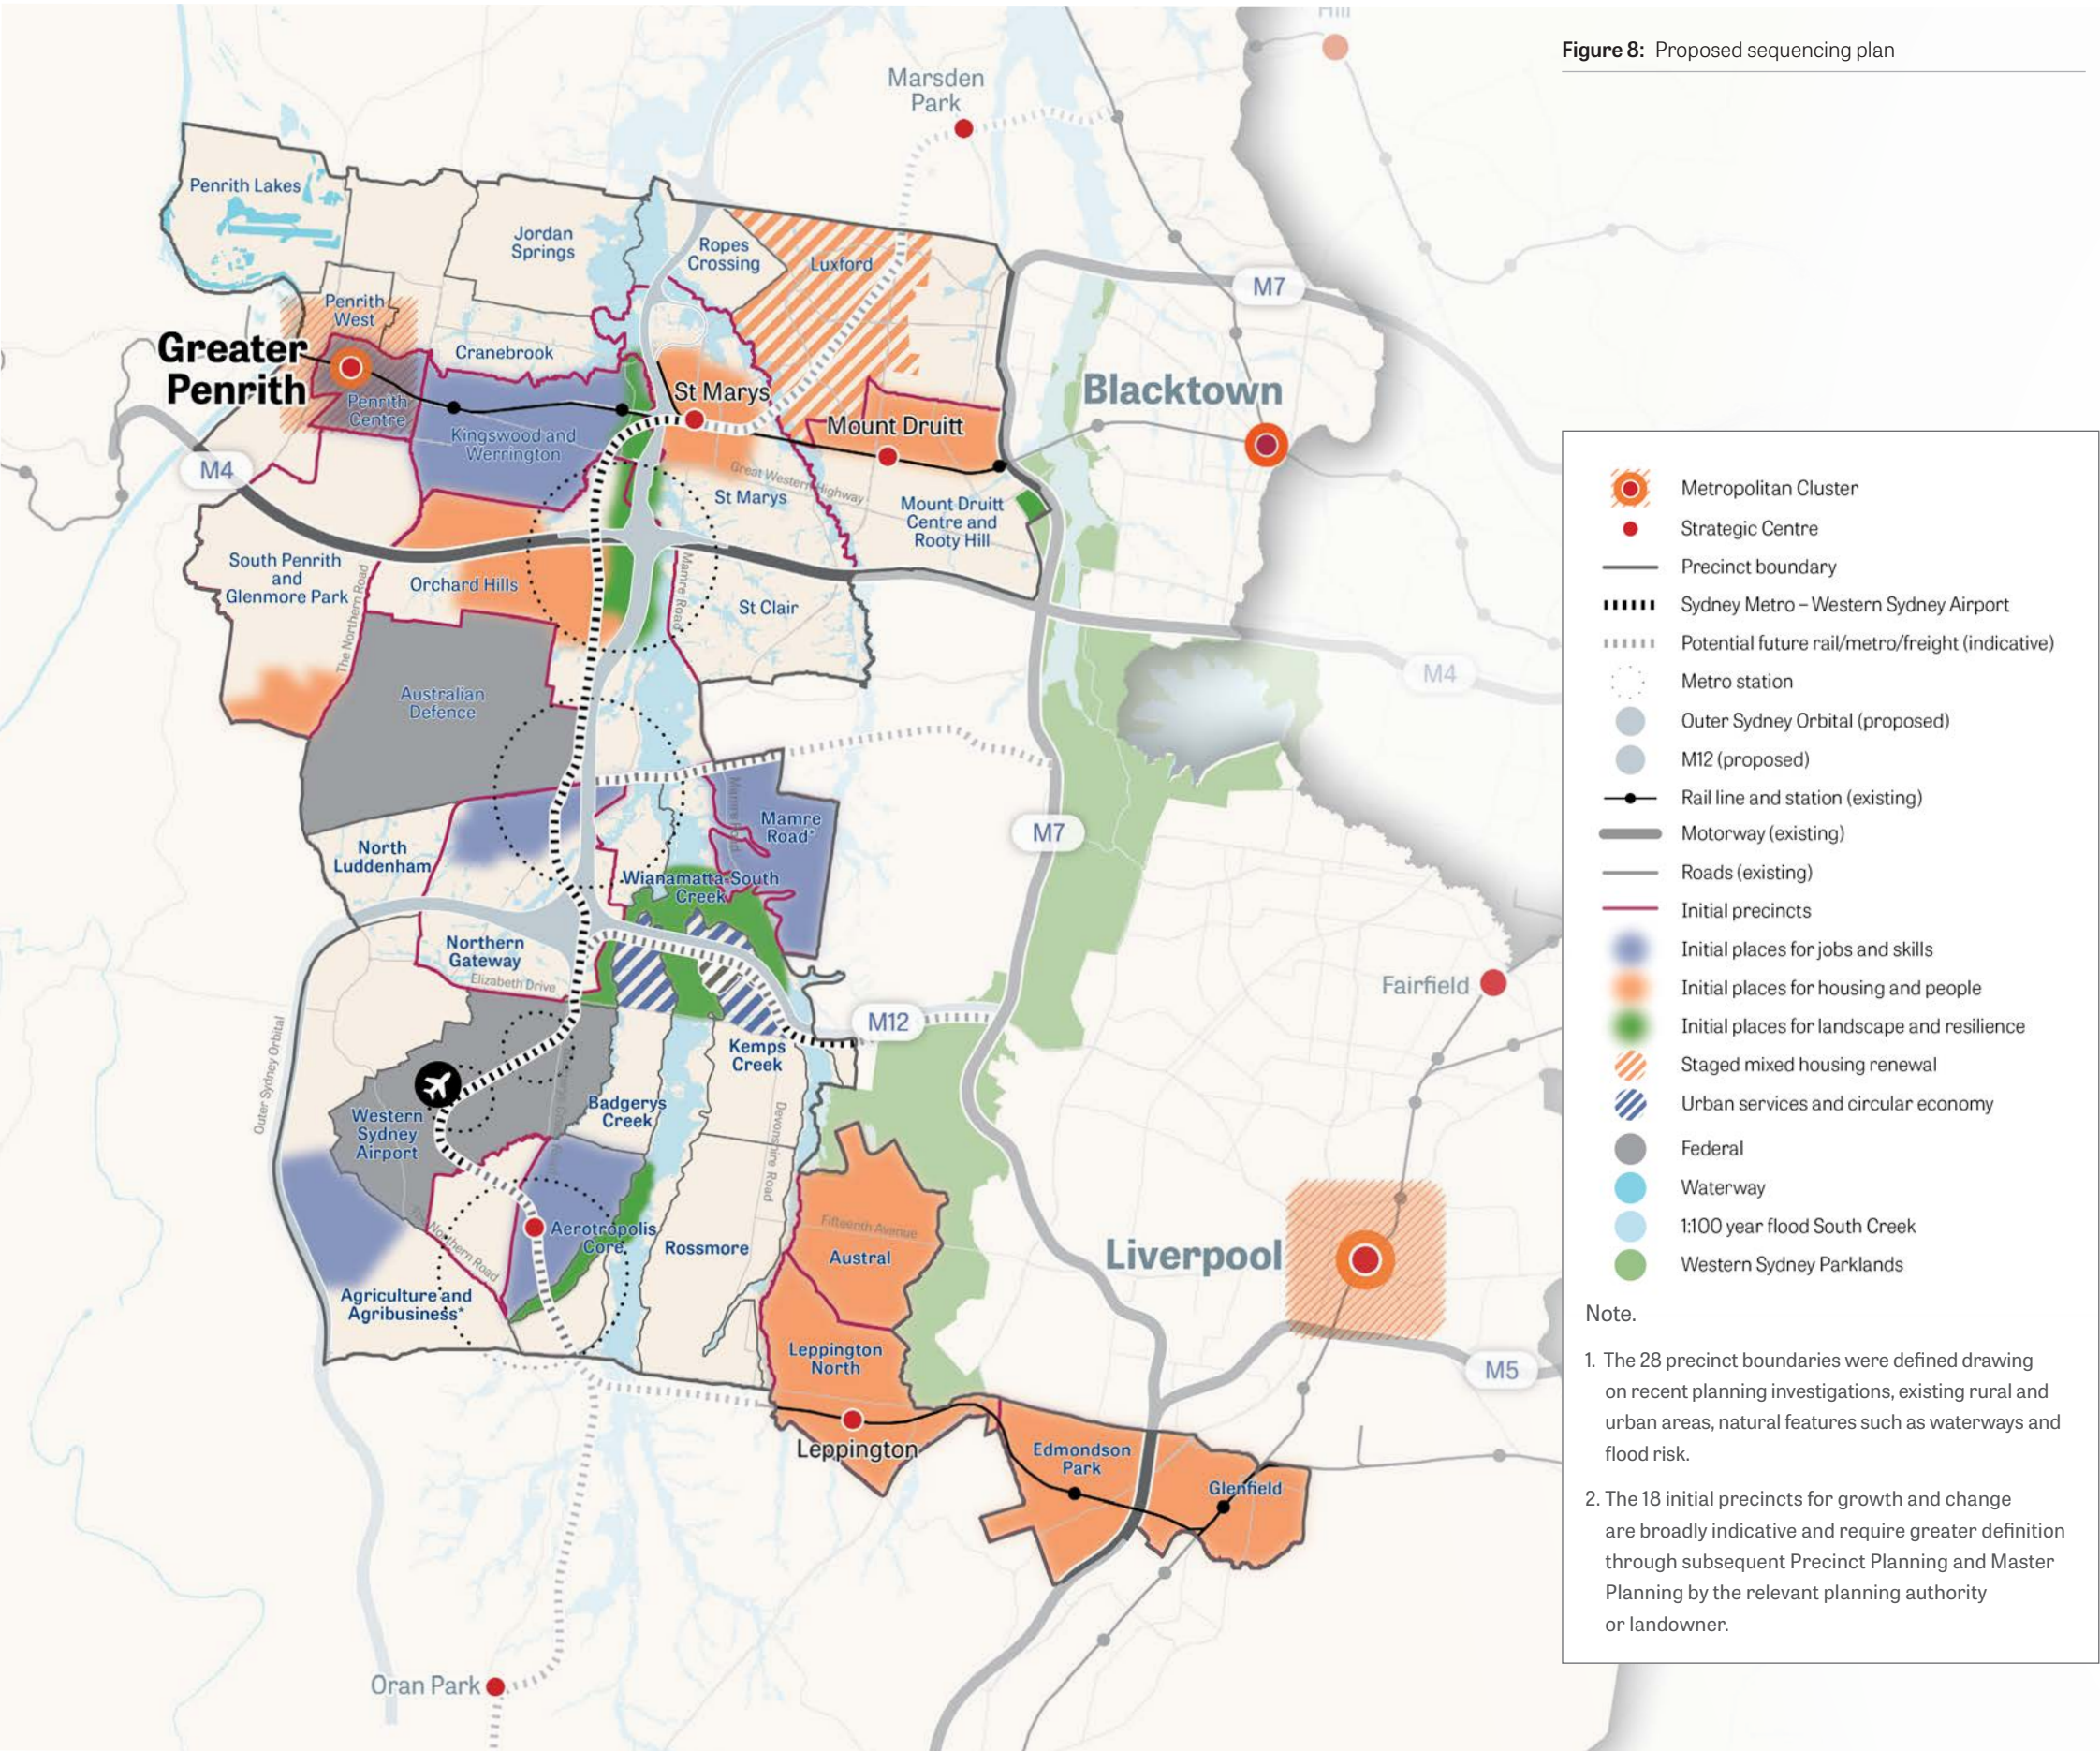 Hill
Figure 8: Proposed sequencing plan
Marsden
Park
Penrith Lakes
Jordan
Springs
Ropes
Crossing
Luxford
M7
Penrith
West
Greater
Penrith
Cranebrook
St Marys
Blacktown
Penrith
Centre
Mount Druitt
Kingswood and
Werrington
M4
Great Western Highway
St Marys
Mount Druitt
Centre and
Rooty Hill
South Penrith
and
Glenmore Park
The Northern Road
Orchard Hills
Mamre Road
St Clair
Australian
Defence
M4
Mamre Road
Mamre
Road*
M7
North
Luddenham
Wianamatta-South
Creek
Northern
Gateway
Elizabeth Drive
Fairfield
M12
Outer Sydney Orbital
Kemps
Creek
Badgerys
Creek
Western
Sydney
Airport
Devonshire Road
The Northern Road
Aerotropolis
Core
Rossmore
Fifteenth Avenue
Austral
Liverpool
Agriculture and
Agribusiness*
Leppington
North
M5
Leppington
Edmondson
Park
Glenfield
Oran Park
Metropolitan Cluster
Strategic Centre
Precinct boundary
Sydney Metro – Western Sydney Airport
Potential future rail/metro/freight (indicative)
Metro station
Outer Sydney Orbital (proposed)
M12 (proposed)
Rail line and station (existing)
Motorway (existing)
Roads (existing)
Initial precincts
Initial places for jobs and skills
Initial places for housing and people
Initial places for landscape and resilience
Staged mixed housing renewal
Urban services and circular economy
Federal
Waterway
1:100 year flood South Creek
Western Sydney Parklands
Note.
1. The 28 precinct boundaries were defined drawing
on recent planning investigations, existing rural and
urban areas, natural features such as waterways and
flood risk.
2. The 18 initial precincts for growth and change
are broadly indicative and require greater definition
through subsequent Precinct Planning and Master
Planning by the relevant planning authority
or landowner.